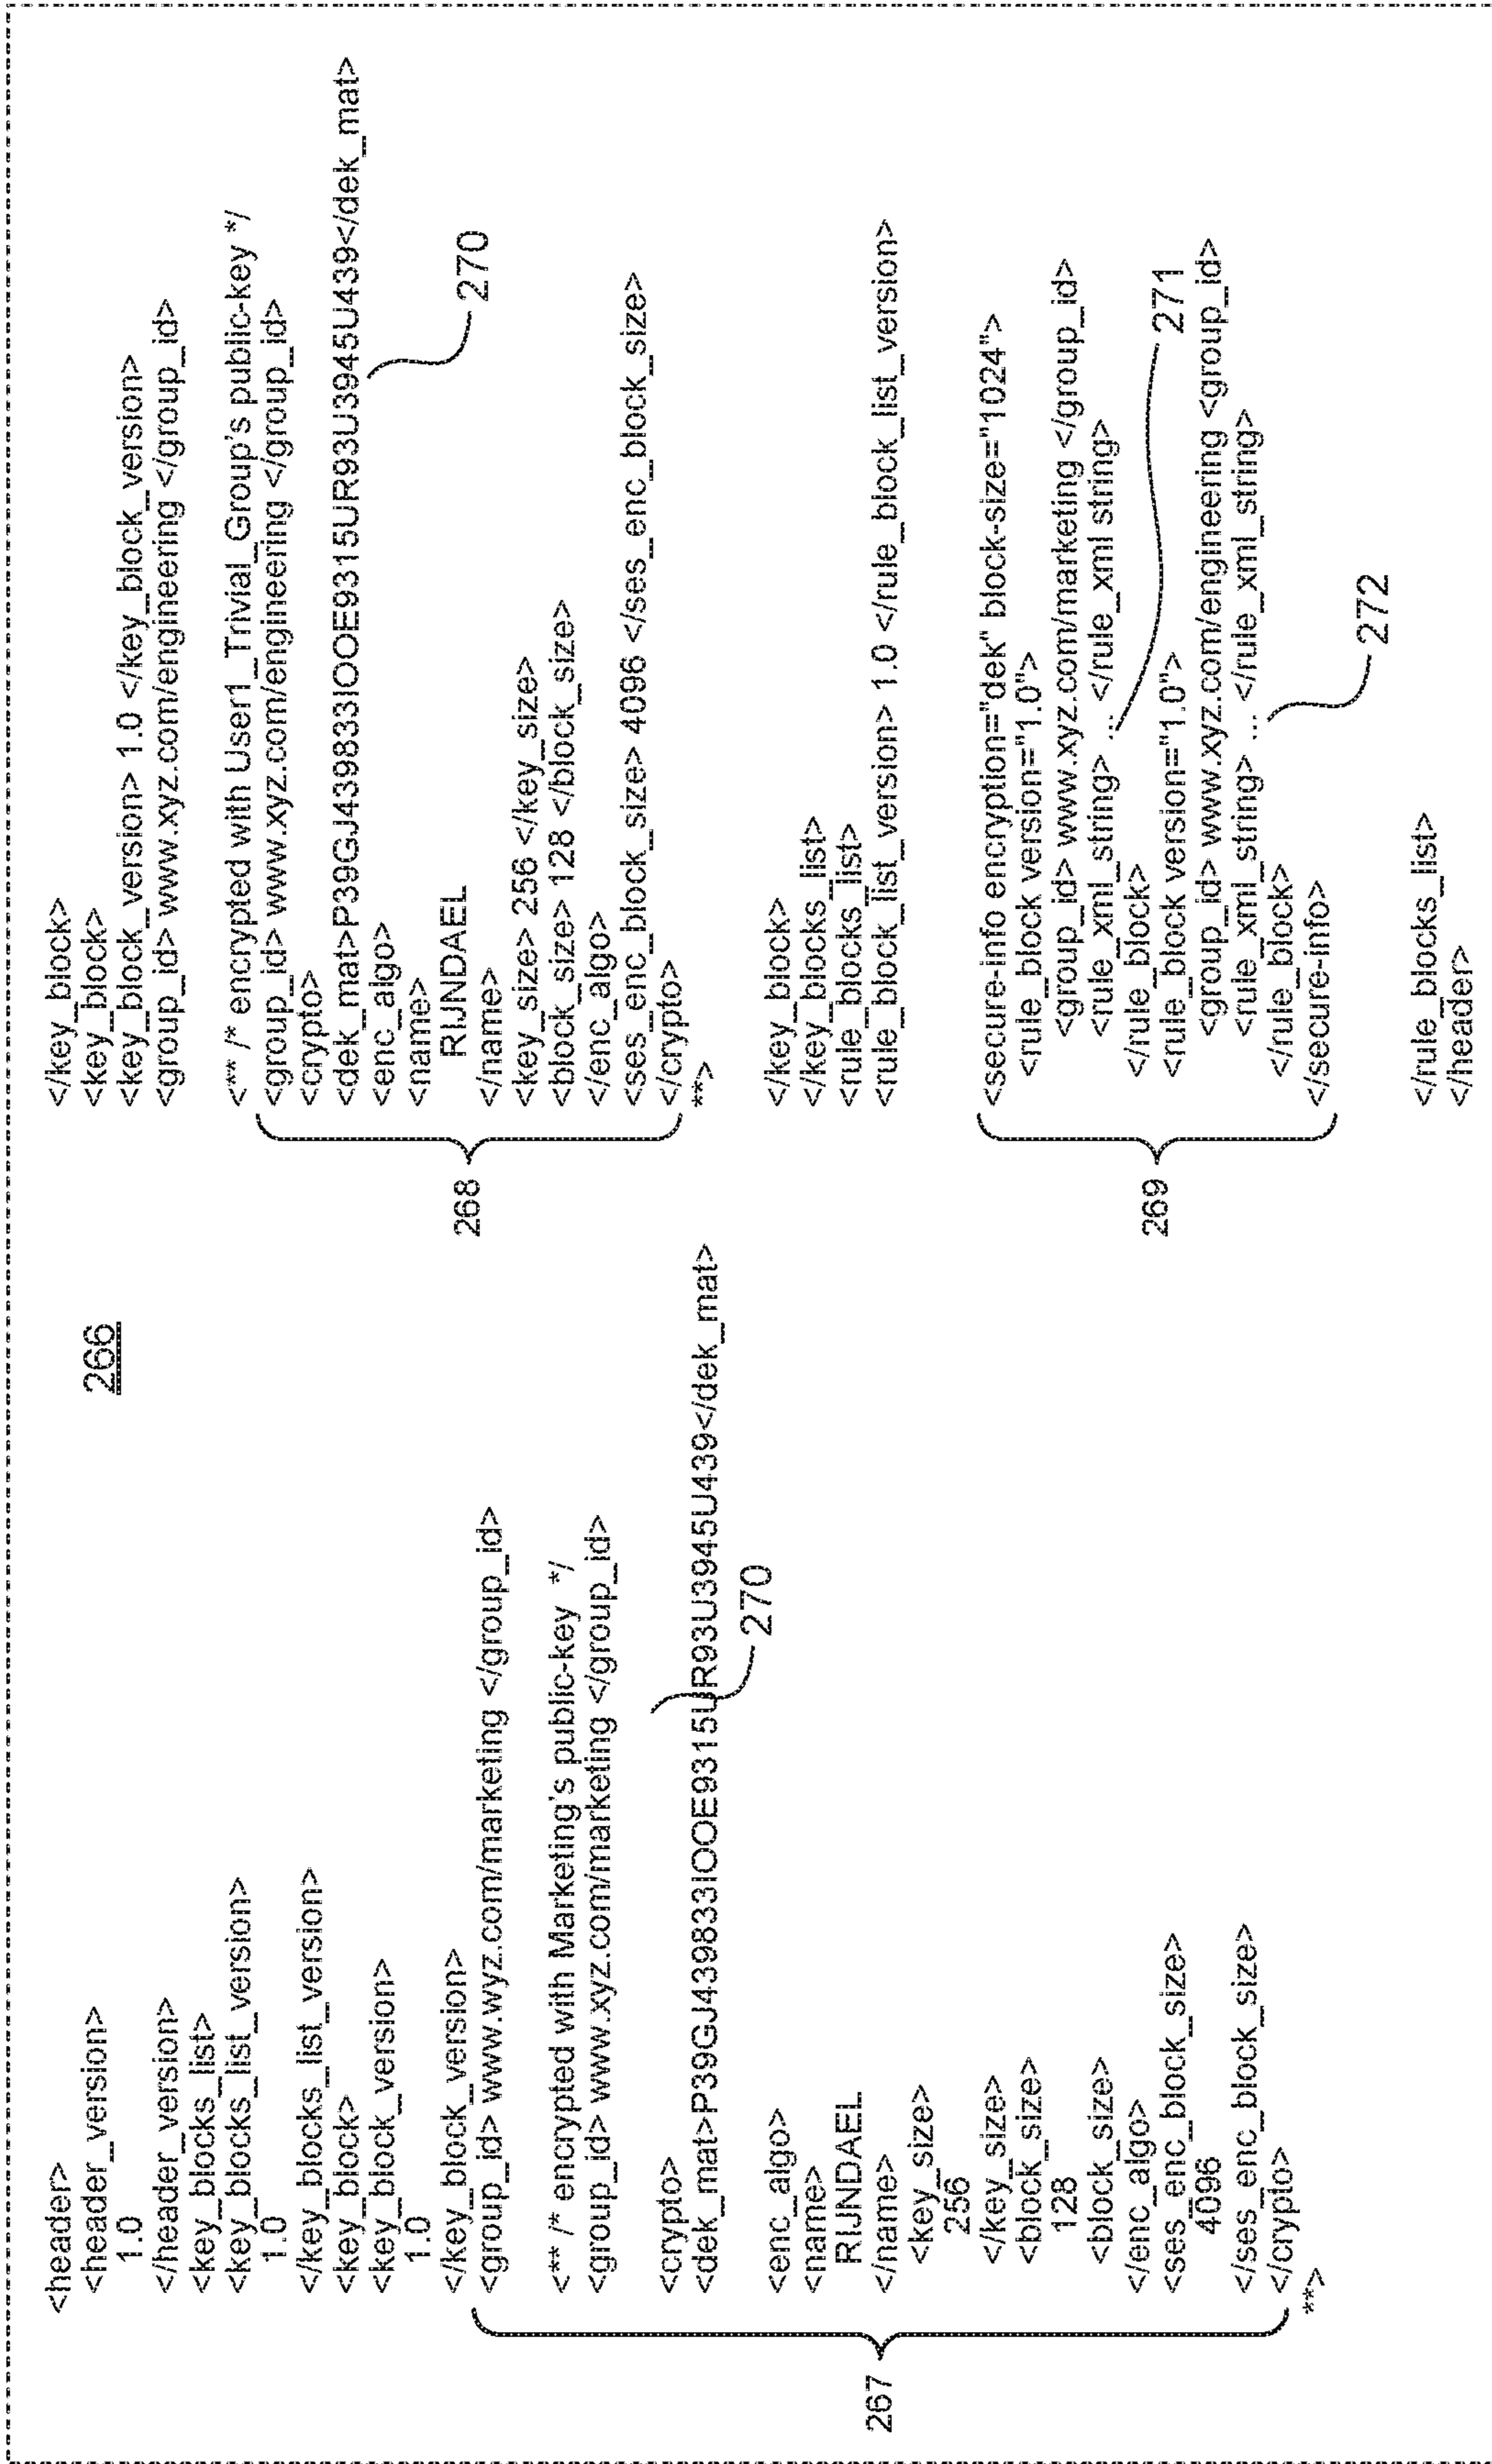 266
<header>
<header_version>
1.0
</header_version>
<key_blocks_list>
<key_blocks_list_version>
1.0
</key_blocks_list_version>
<key_block>
<key_block_version>
1.0
</key_block_version>
<group_id> www.wyz.com/marketing </group_id>
<** /* encrypted with Marketing's public-key */
<group_id> www.xyz.com/marketing </group_id>
270
<crypto>
<dek_mat>P39GJ439833IOOE9315UR93U3945U439</dek_mat>
<enc_algo>
<name>
RIJNDAEL
</name>
<key_size>
256
</key_size>
<block_size>
128
<block_size>
</enc_algo>
<ses_enc_block_size>
4096
</ses_enc_block_size>
</crypto>
**>
267
</key_block>
<key_block>
<key_block_version> 1.0 </key_block_version>
<group_id> www.xyz.com/engineering </group_id>
<** /* encrypted with User1_Trivial_Group's public-key */
<group_id> www.xyz.com/engineering </group_id>
<crypto>
<dek_mat>P39GJ439833IOOE9315UR93U3945U439</dek_mat>
<enc_algo>
270
<name>
RIJNDAEL
</name>
<key_size> 256 </key_size>
<block_size> 128 </block_size>
</enc_algo>
<ses_enc_block_size> 4096 </ses_enc_block_size>
</crypto>
**>
268
</key_block>
</key_blocks_list>
<rule_blocks_list>
<rule_block_list_version> 1.0 </rule_block_list_version>
<secure-info encryption="dek" block-size="1024">
<rule_block version="1.0">
<group_id> www.xyz.com/marketing </group_id>
<rule_xml_string> ... </rule_xml string>
271
</rule_block>
<rule_block version="1.0">
<group_id> www.xyz.com/engineering <group_id>
<rule_xml_string> ... </rule_xml_string>
272
</rule_block>
</secure-info>
269
</rule_blocks_list>
</header>